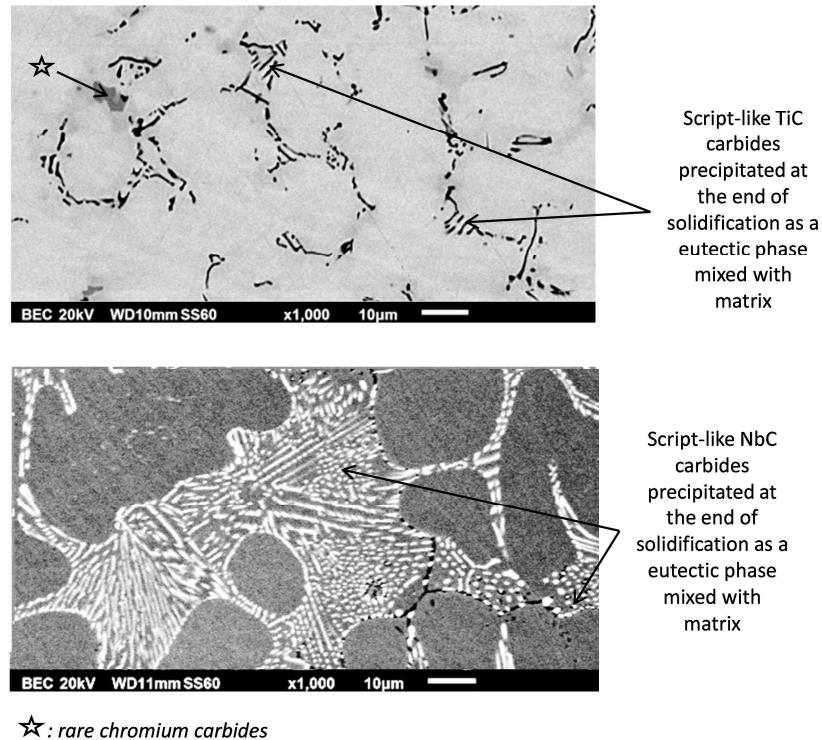 Script-like TiC
carbides
precipitated at
the end of
solidification as a
eutectic phase
mixed with
matrix
BEC 20kV WD10mm SS60 x1,000 10μm
Script-like NbC
carbides
precipitated at
the end of
solidification as a
eutectic phase
mixed with
matrix
BEC 20kV WD11mm SS60 x1,000 10μm
☆: rare chromium carbides